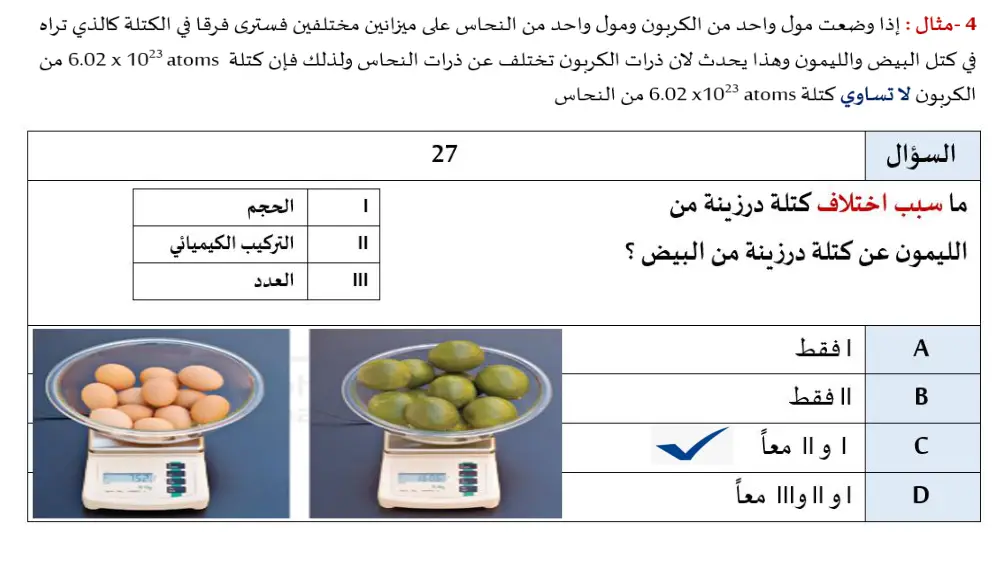 4 -مثال : إذا وضعت مول واحد من الكربون ومول واحد من النحاس على ميزانين مختلفين فسترى فرقا في الكتلة كالذي تراه
في كتل البيض والليمون وهذا يحدث لان ذرات الكربون تختلف عن ذرات النحاس ولذلك فإن كتلة 6.02 x 10²³ atoms من
الكربون لا تساوي كتلة 6.02 x10²³ atoms من النحاس
السؤال 27
ما سبب اختلاف كتلة درزينة من
الليمون عن كتلة درزينة من البيض ؟
I الحجم
II التركيب الكيميائي
III العدد
A I فقط
B II فقط
C I و II معاً
D I و II وIII معاً